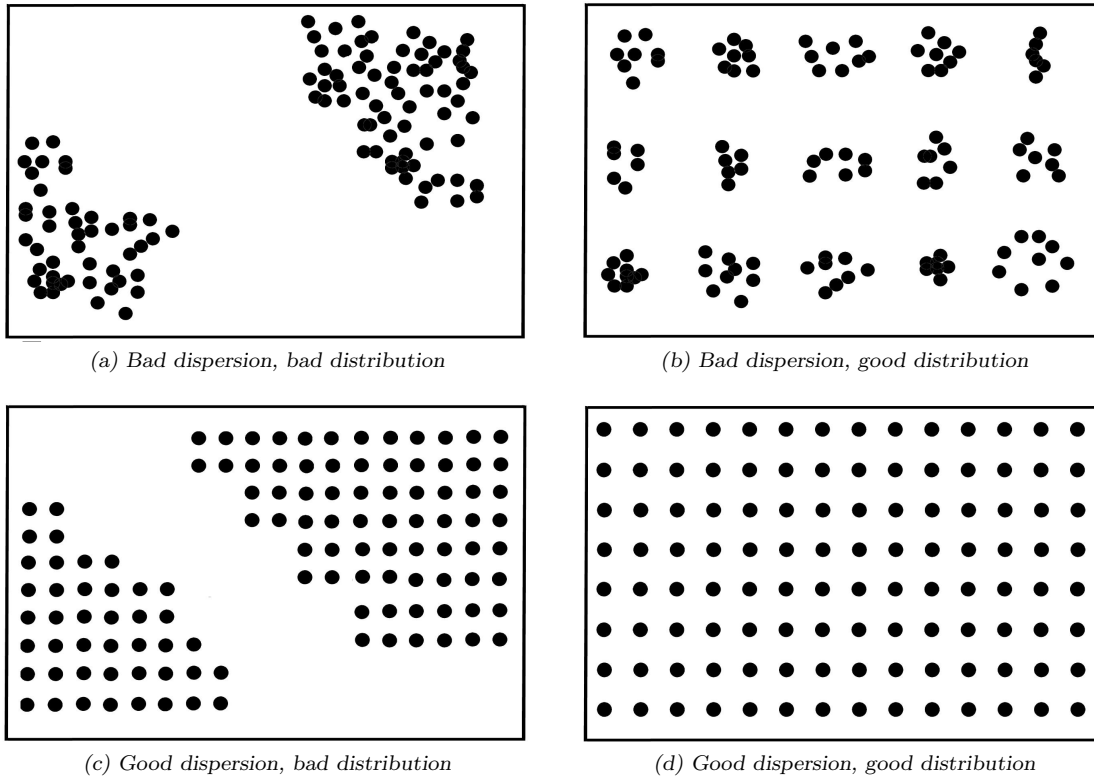 (a) Bad dispersion, bad distribution
(b) Bad dispersion, good distribution
(c) Good dispersion, bad distribution
(d) Good dispersion, good distribution